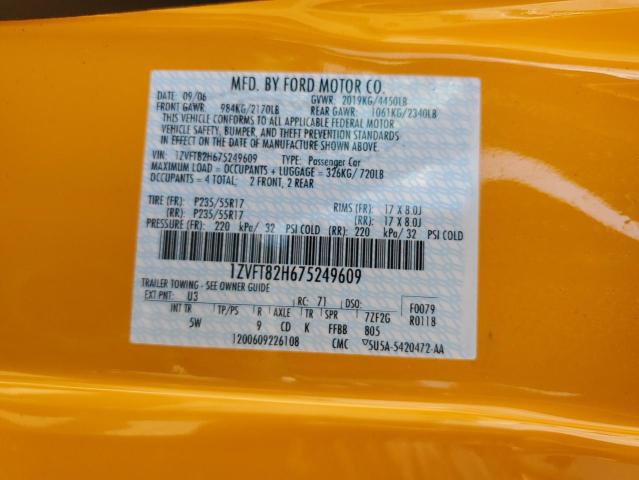 MFD. BY FORD MOTOR CO.
DATE: 09/06 GVWR: 2019KG/4450LB
FRONT GAWR: 984KG/2170LB REAR GAWR: 1061KG/2340LB
THIS VEHICLE CONFORMS TO ALL APPLICABLE FEDERAL MOTOR
VEHICLE SAFETY, BUMPER, AND THEFT PREVENTION STANDARDS
IN EFFECT ON THE DATE OF MANUFACTURE SHOWN ABOVE.
VIN: 1ZVFT82H675249609 TYPE: Passenger Car
MAXIMUM LOAD = OCCUPANTS + LUGGAGE = 326KG/720LB
OCCUPANTS = 4 TOTAL: 2 FRONT, 2 REAR
TIRE (FR): P235/55R17 RIMS (FR): 17 X 8.0J
(RR): P235/55R17 (RR): 17 X 8.0J
PRESSURE (FR): 220 kPa/ 32 PSI COLD (RR): 220 kPa/ 32 PSI COLD
1ZVFT82H675249609
TRAILER TOWING - SEE OWNER GUIDE
EXT PNT: U3 RC: 71 DSO: F0079
INT TR TP/PS R AXLE TR SPR 7ZF2G R0118
5W 9 CD K FFBB B05
1200609226108 CMC ▽5U5A-5420472-AA